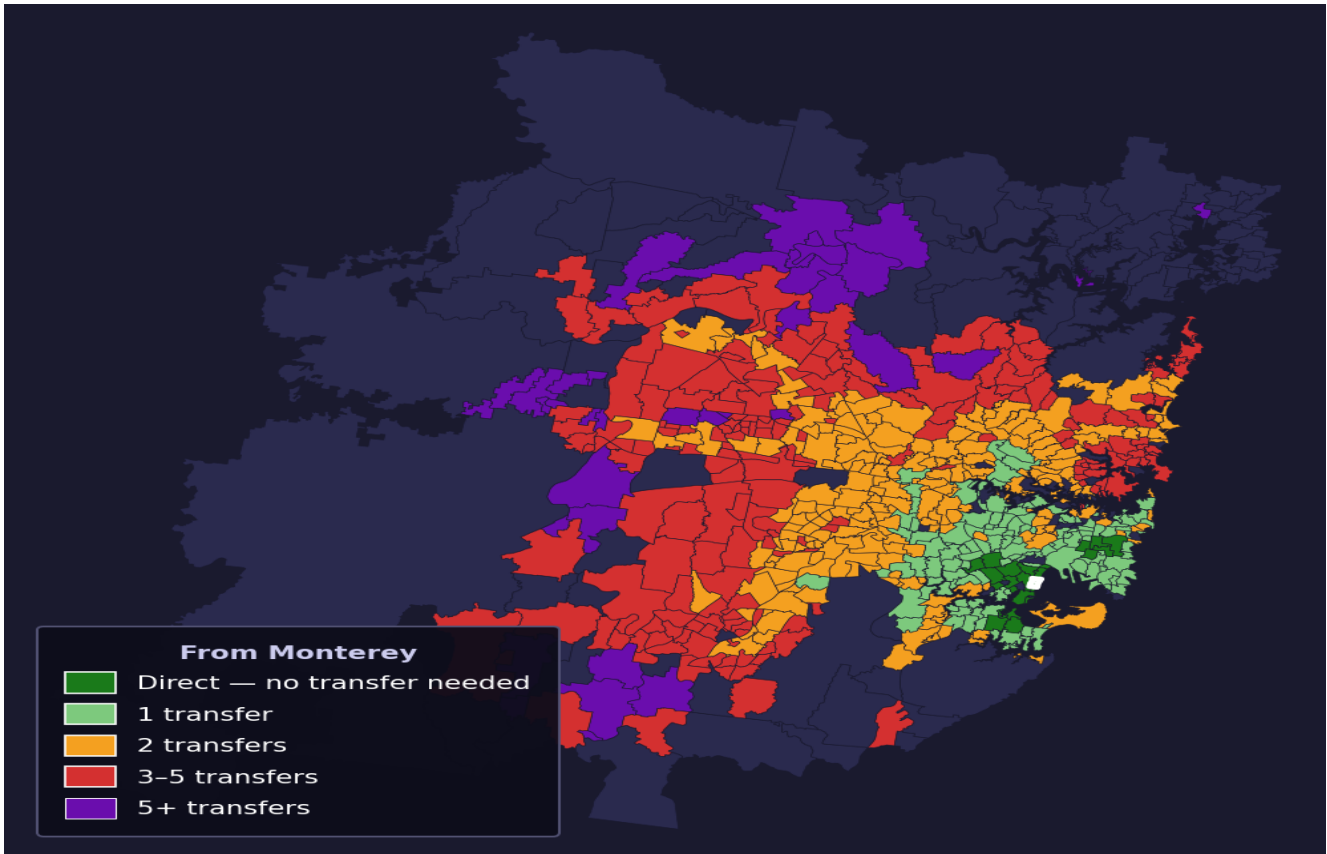 From Monterey
Direct — no transfer needed
1 transfer
2 transfers
3–5 transfers
5+ transfers